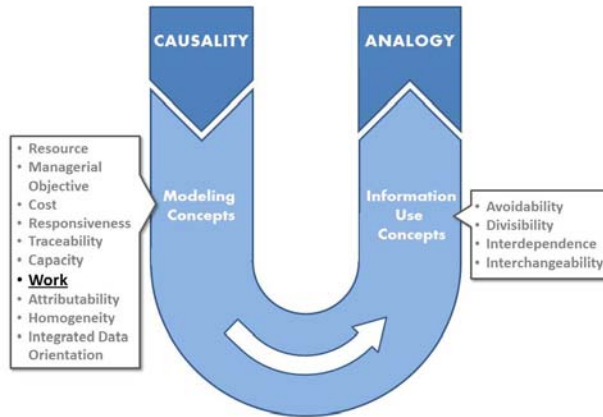 CAUSALITY
ANALOGY
• Resource
• Managerial
Objective
• Cost
• Responsiveness
• Traceability
• Capacity
• Work
• Attributability
• Homogeneity
• Integrated Data
Orientation
Modeling
Concepts
Information
Use
Concepts
• Avoidability
• Divisibility
• Interdependence
• Interchangeability